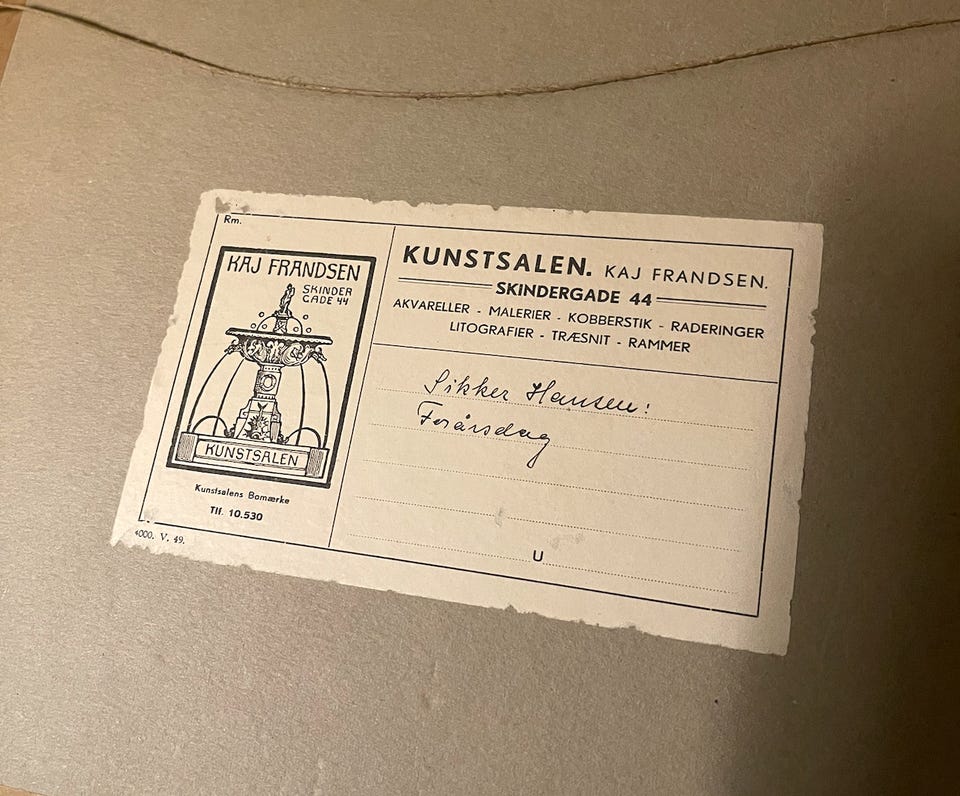 Rm.
KAJ FRANDSEN
SKINDER
GADE 44
KUNSTSALEN
Kunstsalens Bomærke
Tlf. 10.530
4000. V. 49.
KUNSTSALEN. KAJ FRANDSEN.
SKINDERGADE 44
AKVARELLER - MALERIER - KOBBERSTIK - RADERINGER
LITOGRAFIER - TRÆSNIT - RAMMER
Sikker Hansen:
Forårsdag
U